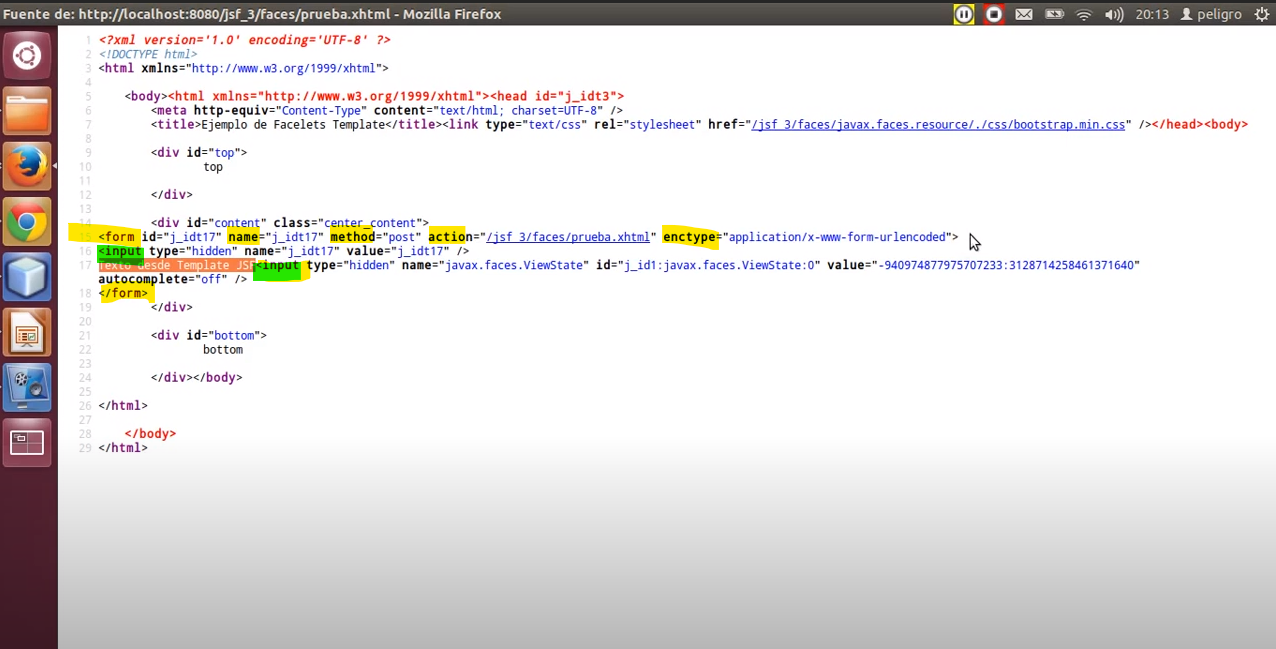 Fuente de: http://localhost:8080/jsf_3/faces/prueba.xhtml - Mozilla Firefox 20:13 peligro
1 <?xml version='1.0' encoding='UTF-8' ?>
2 <!DOCTYPE html>
3 <html xmlns="http://www.w3.org/1999/xhtml">
4
5 <body><html xmlns="http://www.w3.org/1999/xhtml"><head id="j_idt3">
6 <meta http-equiv="Content-Type" content="text/html; charset=UTF-8" />
7 <title>Ejemplo de Facelets Template</title><link type="text/css" rel="stylesheet" href="/jsf_3/faces/javax.faces.resource/./css/bootstrap.min.css" /></head><body>
8
9 <div id="top">
10 top
11
12 </div>
13
14 <div id="content" class="center_content">
15 <form id="j_idt17" name="j_idt17" method="post" action="/jsf_3/faces/prueba.xhtml" enctype="application/x-www-form-urlencoded">
16 <input type="hidden" name="j_idt17" value="j_idt17" />
17 Texto desde Template JSF<input type="hidden" name="javax.faces.ViewState" id="j_id1:javax.faces.ViewState:0" value="-940974877975707233:3128714258461371640"
autocomplete="off" />
18 </form>
19 </div>
20
21 <div id="bottom">
22 bottom
23
24 </div></body>
25
26 </html>
27
28 </body>
29 </html>